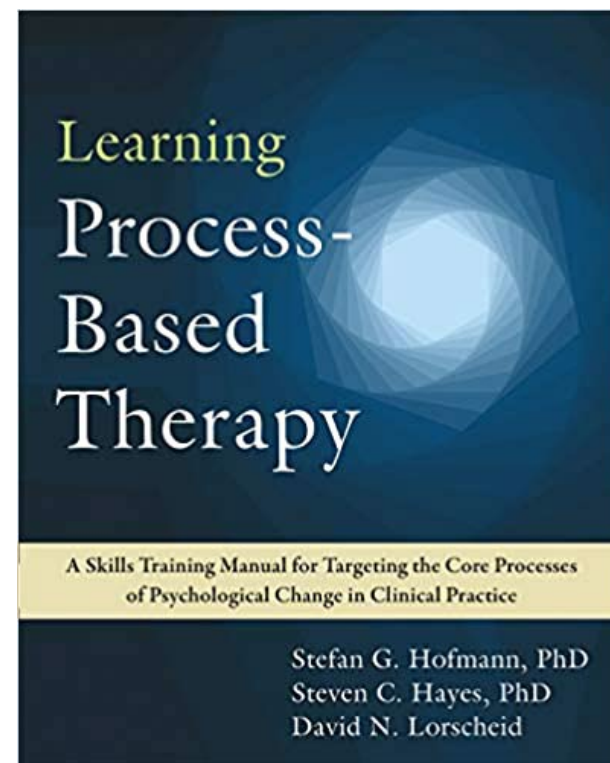 Learning
Process-
Based
Therapy
A Skills Training Manual for Targeting the Core Processes
of Psychological Change in Clinical Practice
Stefan G. Hofmann, PhD
Steven C. Hayes, PhD
David N. Lorscheid